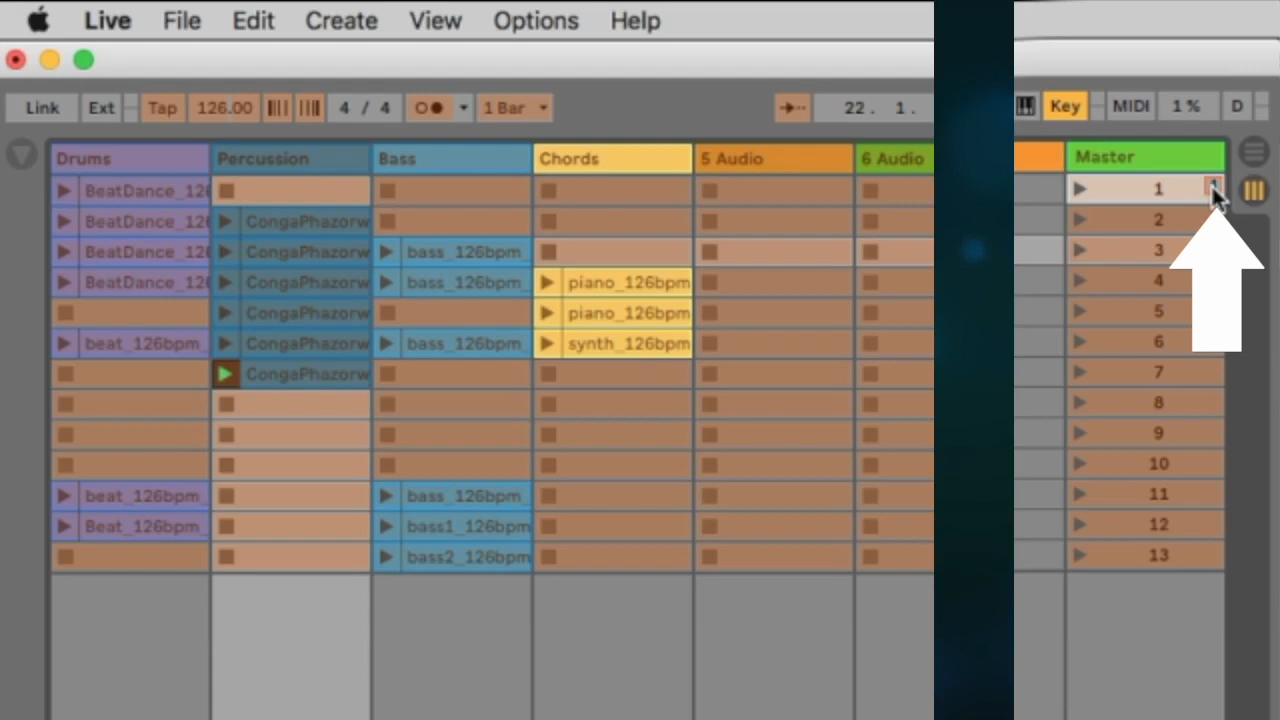 Live File Edit Create View Options Help
Link Ext Tap 126.00 4 / 4 1 Bar 22 . 1 . Key MIDI 1 % D
Drums Percussion Bass Chords 5 Audio 6 Audio Master
BeatDance_126 1
BeatDance_126 CongaPhazorw 2
BeatDance_126 CongaPhazorw bass_126bpm_ 3
BeatDance_126 CongaPhazorw bass_126bpm_ piano_126bpm 4
CongaPhazorw piano_126bpm 5
beat_126bpm_ CongaPhazorw bass_126bpm_ synth_126bpm 6
CongaPhazorw 7
8
9
10
beat_126bpm_ bass_126bpm_ 11
Beat_126bpm_ bass1_126bpm 12
bass2_126bpm 13